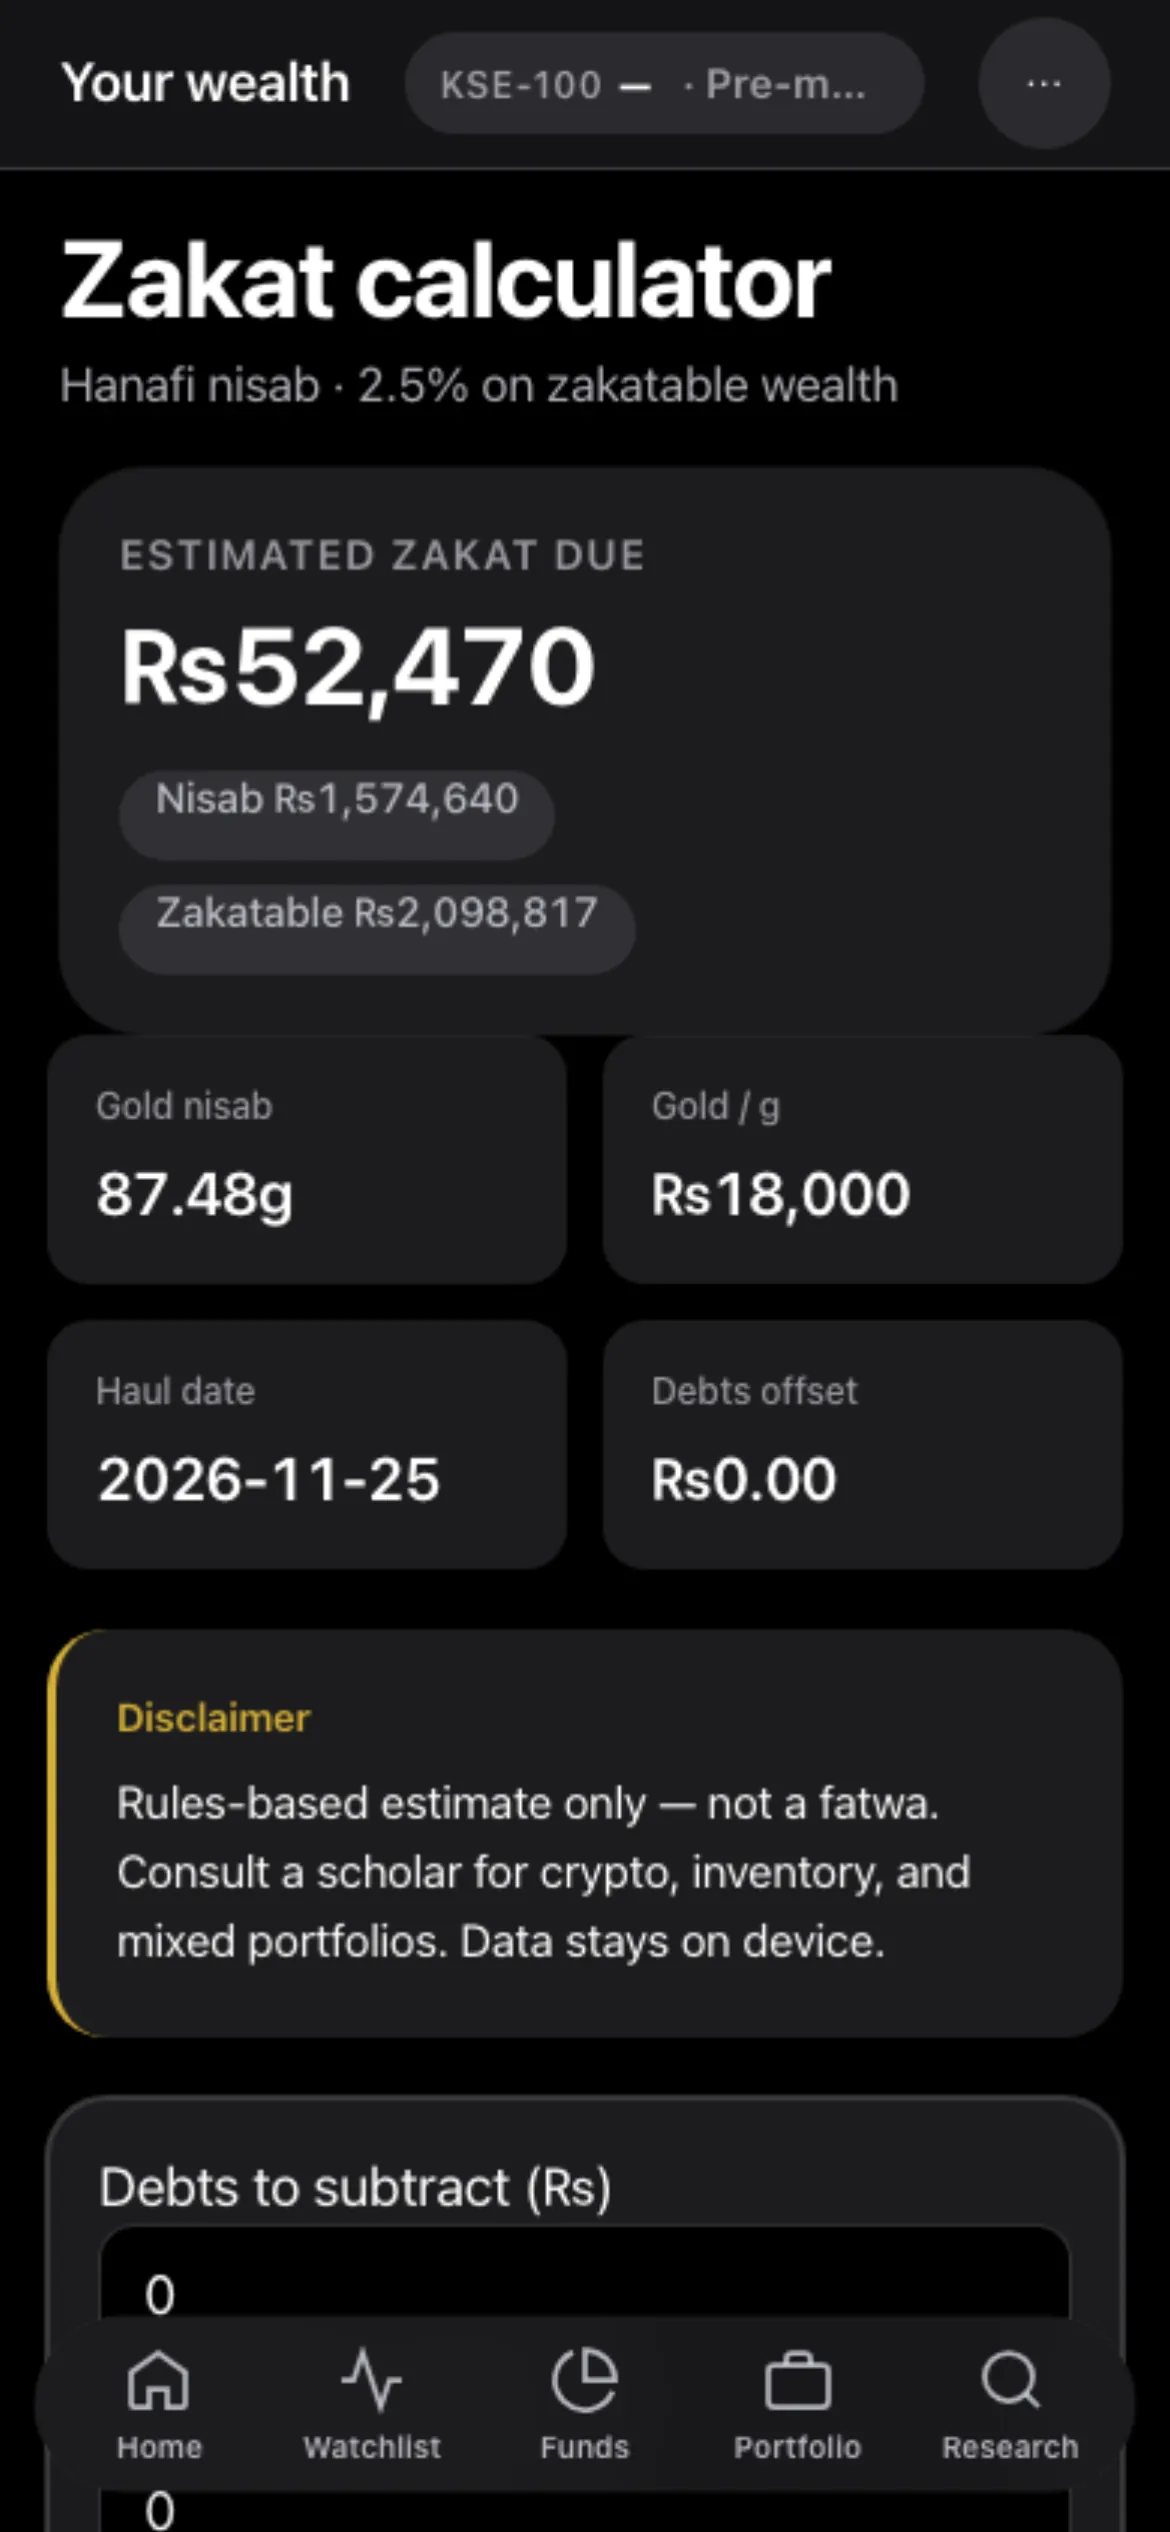 Your wealth
KSE-100 — · Pre-m...
...
Zakat calculator
Hanafi nisab · 2.5% on zakatable wealth
ESTIMATED ZAKAT DUE
Rs52,470
Nisab Rs1,574,640
Zakatable Rs2,098,817
Gold nisab
87.48g
Gold / g
Rs18,000
Haul date
2026-11-25
Debts offset
Rs0.00
Disclaimer
Rules-based estimate only — not a fatwa.
Consult a scholar for crypto, inventory, and
mixed portfolios. Data stays on device.
Debts to subtract (Rs)
0
Home
Watchlist
Funds
Portfolio
Research
0